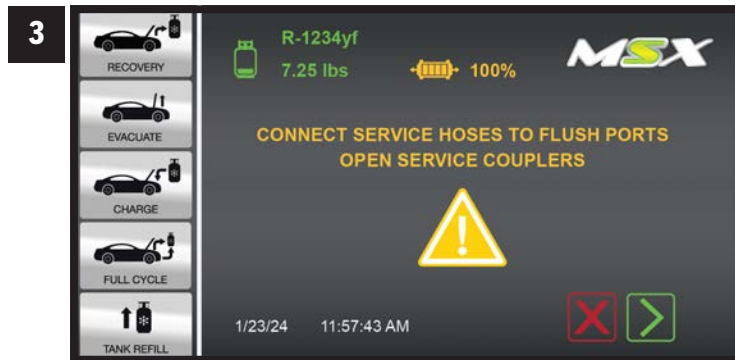 3
RECOVERY
EVACUATE
CHARGE
FULL CYCLE
TANK REFILL
R-1234yf
7.25 lbs
100%
MSX
CONNECT SERVICE HOSES TO FLUSH PORTS
OPEN SERVICE COUPLERS
!
1/23/24 11:57:43 AM